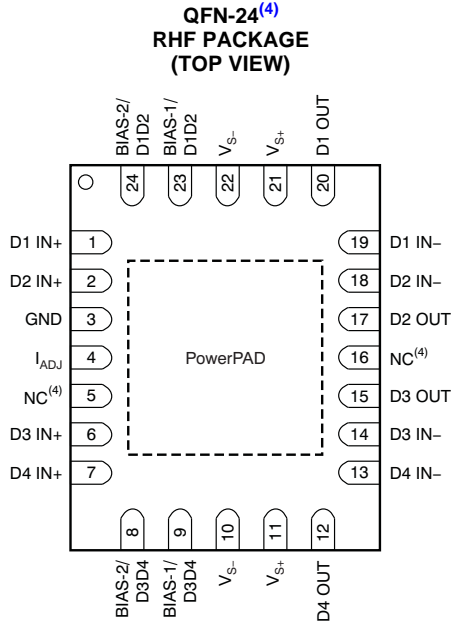 QFN-24(4)
RHF PACKAGE
(TOP VIEW)
BIAS-2/
D1D2
BIAS-1/
D1D2
VS–
VS+
D1 OUT
24
23
22
21
20
D1 IN+ 1
19 D1 IN–
D2 IN+ 2
18 D2 IN–
GND 3
17 D2 OUT
IADJ 4
PowerPAD
16 NC(4)
NC(4) 5
15 D3 OUT
D3 IN+ 6
14 D3 IN–
D4 IN+ 7
13 D4 IN–
8
9
10
11
12
BIAS-2/
D3D4
BIAS-1/
D3D4
VS–
VS+
D4 OUT